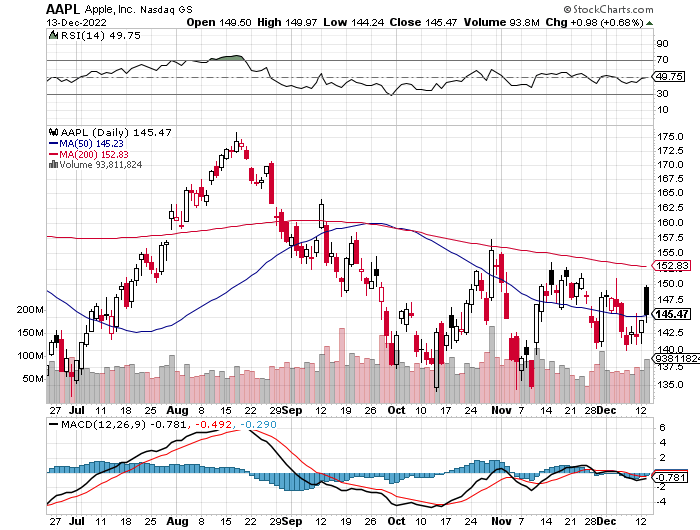 AAPL Apple, Inc. Nasdaq GS © StockCharts.com
13-Dec-2022 Open 149.50 High 149.97 Low 144.24 Close 145.47 Volume 93.8M Chg +0.98 (+0.68%)
RSI(14) 49.75
90
70
49.75
30
10
AAPL (Daily) 145.47
MA(50) 145.23
MA(200) 152.83
Volume 93,811,824
175.0
172.5
170.0
167.5
165.0
162.5
160.0
157.5
155.0
152.83
150.0
147.5
145.47
142.5
140.0
93811824
137.5
135.0
200M
150M
100M
50M
27 Jul 11 18 25 Aug 8 15 22 Sep 12 19 26 Oct 10 17 24 Nov 7 14 21 28 Dec 12
MACD(12,26,9) -0.781, -0.492, -0.290
6
4
2
-0.781
-2
-4
27 Jul 11 18 25 Aug 8 15 22 Sep 12 19 26 Oct 10 17 24 Nov 7 14 21 28 Dec 12